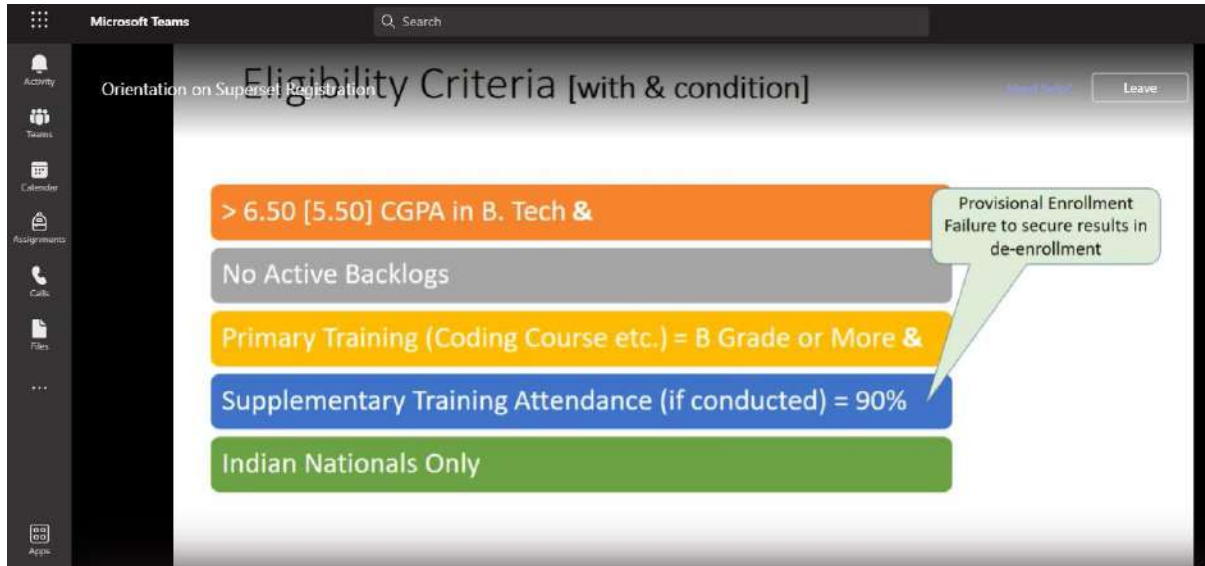 Microsoft Teams
Search
Activity
Teams
Calender
Assignments
Calls
Files
Apps
Orientation on Superset Registration
Leave
Eligibility Criteria [with & condition]
> 6.50 [5.50] CGPA in B. Tech &
No Active Backlogs
Primary Training (Coding Course etc.) = B Grade or More &
Supplementary Training Attendance (if conducted) = 90%
Indian Nationals Only
Provisional Enrollment
Failure to secure results in
de-enrollment